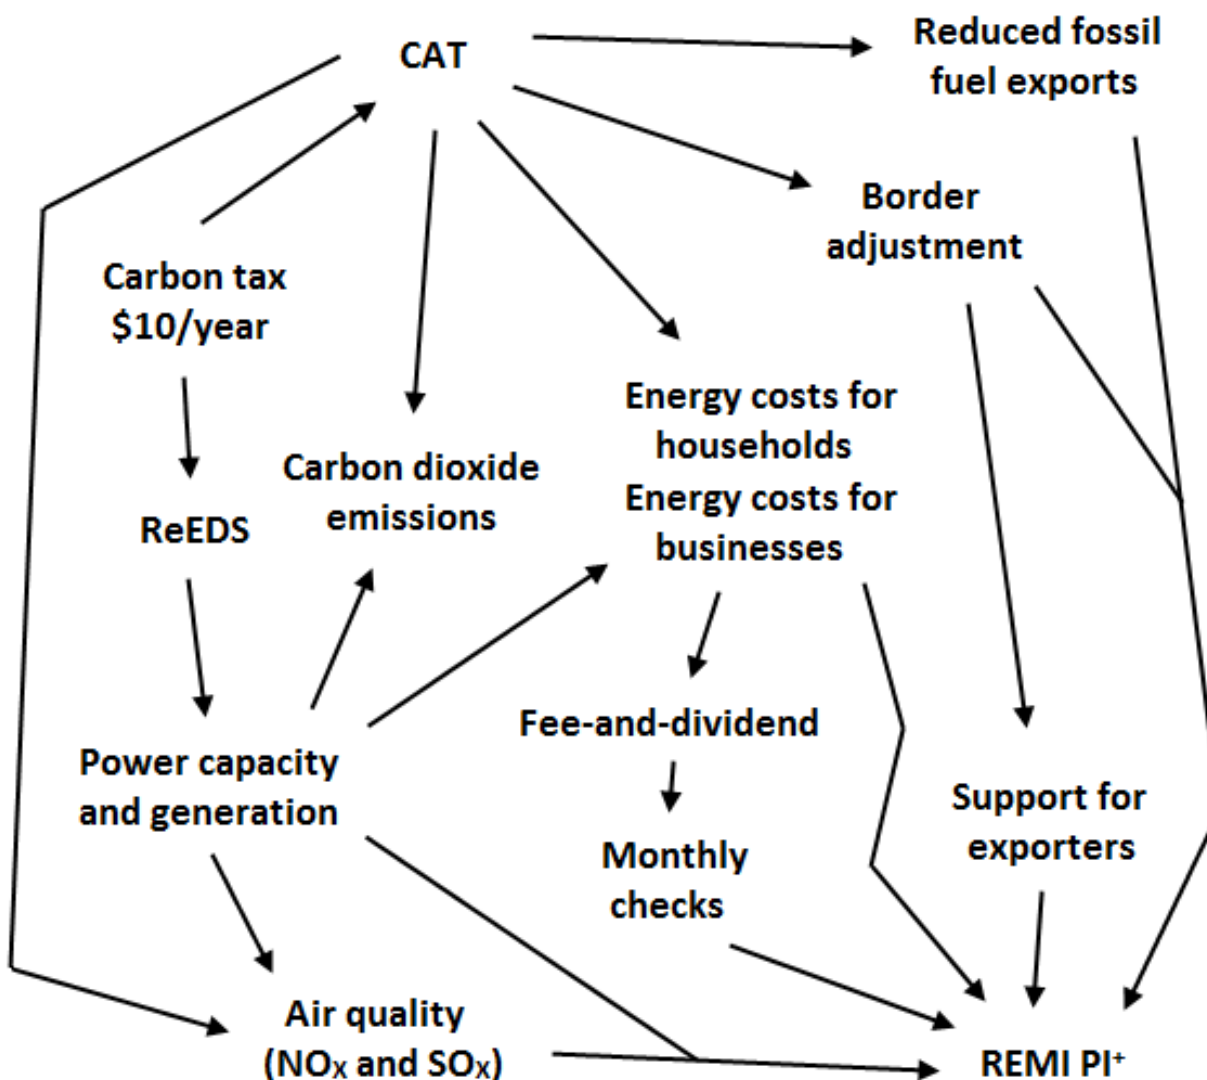 CAT
Reduced fossil
fuel exports
Border
adjustment
Carbon tax
$10/year
Energy costs for
households
Energy costs for
businesses
Carbon dioxide
emissions
ReEDS
Fee-and-dividend
Power capacity
and generation
Support for
exporters
Monthly
checks
Air quality
(NOx and SOx)
REMI PI⁺